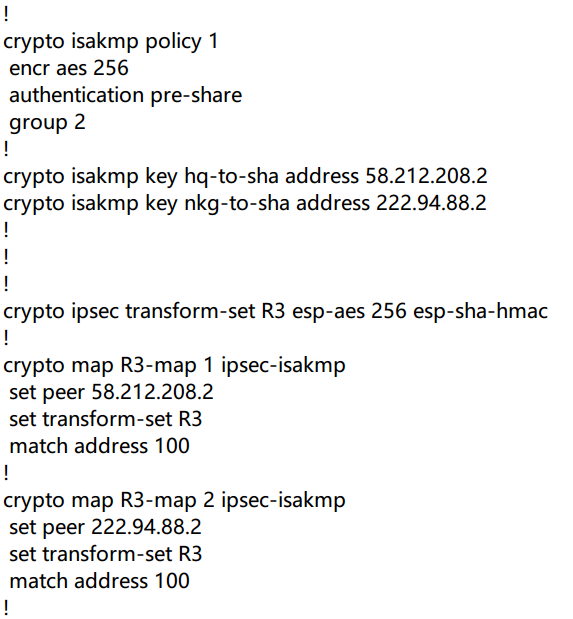 !
crypto isakmp policy 1
 encr aes 256
 authentication pre-share
 group 2
!
crypto isakmp key hq-to-sha address 58.212.208.2
crypto isakmp key nkg-to-sha address 222.94.88.2
!
!
!
crypto ipsec transform-set R3 esp-aes 256 esp-sha-hmac
!
crypto map R3-map 1 ipsec-isakmp
 set peer 58.212.208.2
 set transform-set R3
 match address 100
!
crypto map R3-map 2 ipsec-isakmp
 set peer 222.94.88.2
 set transform-set R3
 match address 100
!